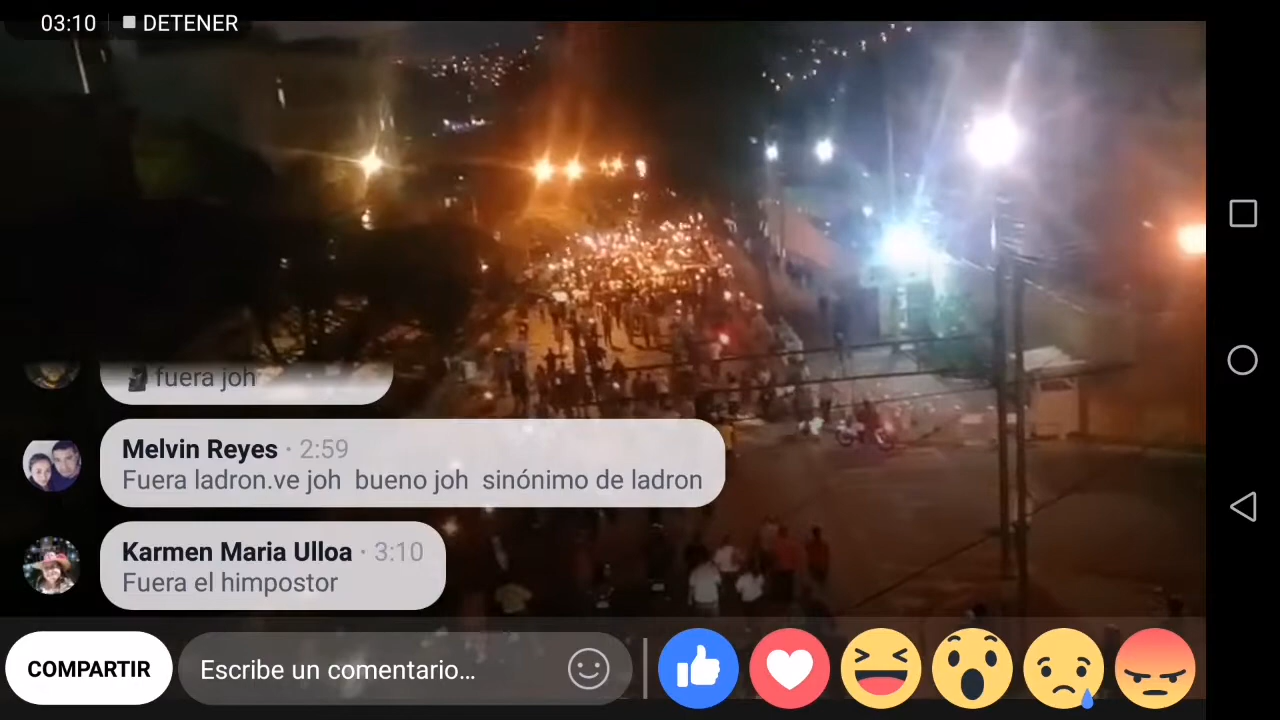 03:10 DETENER
fuera joh
Melvin Reyes · 2:59
Fuera ladron.ve joh bueno joh sinónimo de ladron
Karmen Maria Ulloa · 3:10
Fuera el himpostor
COMPARTIR Escribe un comentario...